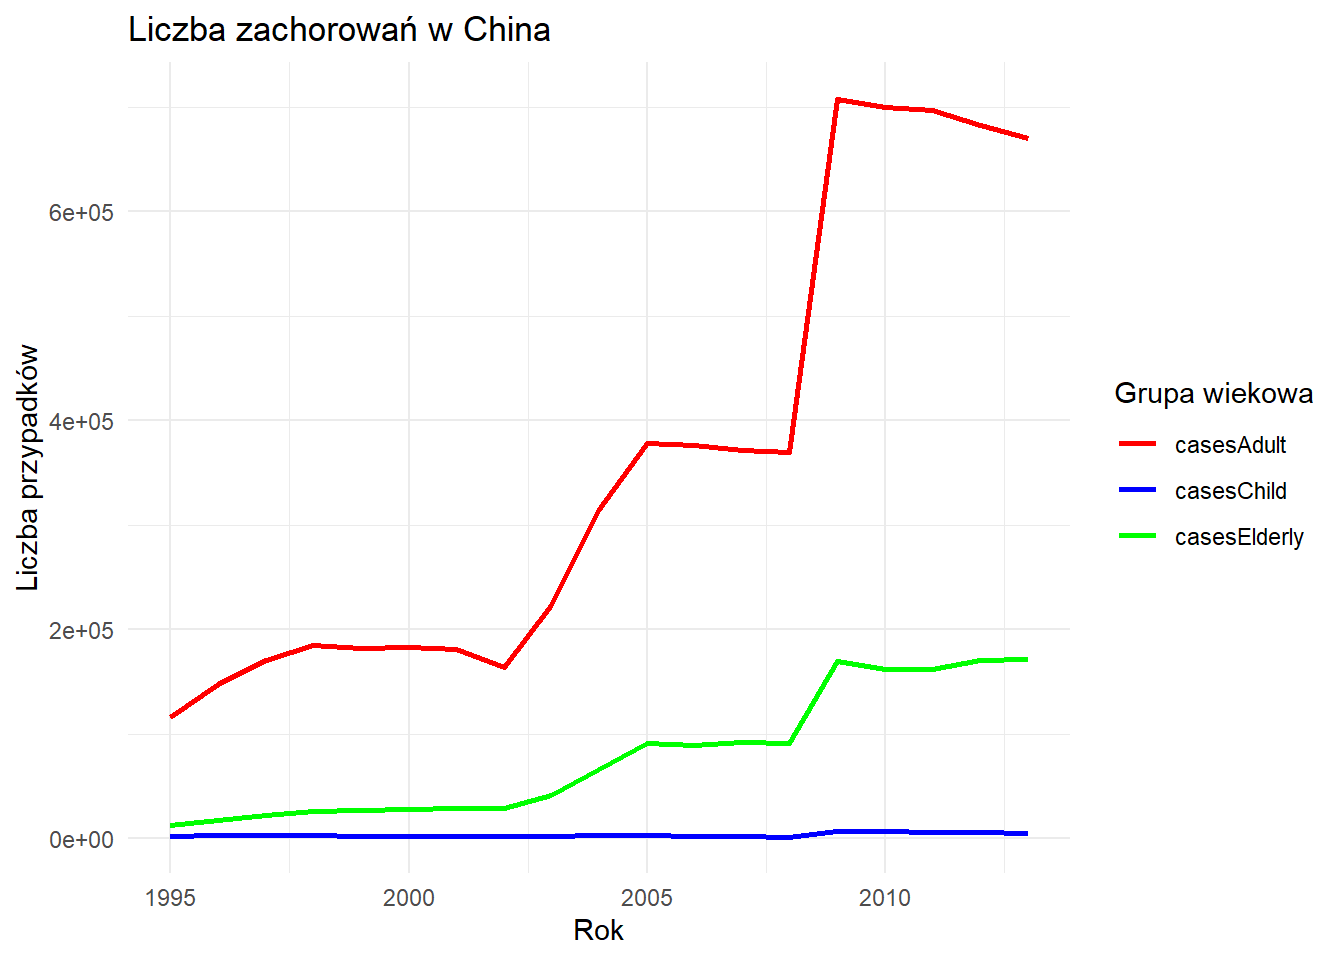 Liczba zachorowań w China
Liczba przypadków
6e+05
4e+05
2e+05
0e+00
1995 2000 2005 2010
Rok
Grupa wiekowa
casesAdult
casesChild
casesElderly